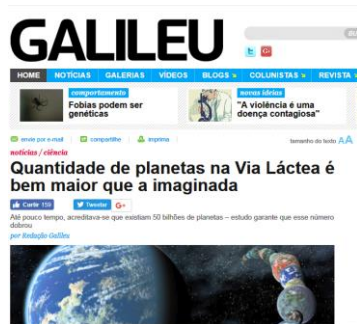 GALILEU
HOME NOTÍCIAS GALERIAS VÍDEOS BLOGS COLUNISTAS REVISTA
comportamento
Fobias podem ser
genéticas
novas ideias
"A violência é uma
doença contagiosa"
envie por e-mail compartilhe imprima tamanho do texto A A
notícias / ciência
Quantidade de planetas na Via Láctea é
bem maior que a imaginada
Curtir 159 Tweetar G+
Até pouco tempo, acreditava-se que existiam 50 bilhões de planetas – estudo garante que esse número
dobrou
por Redação Galileu